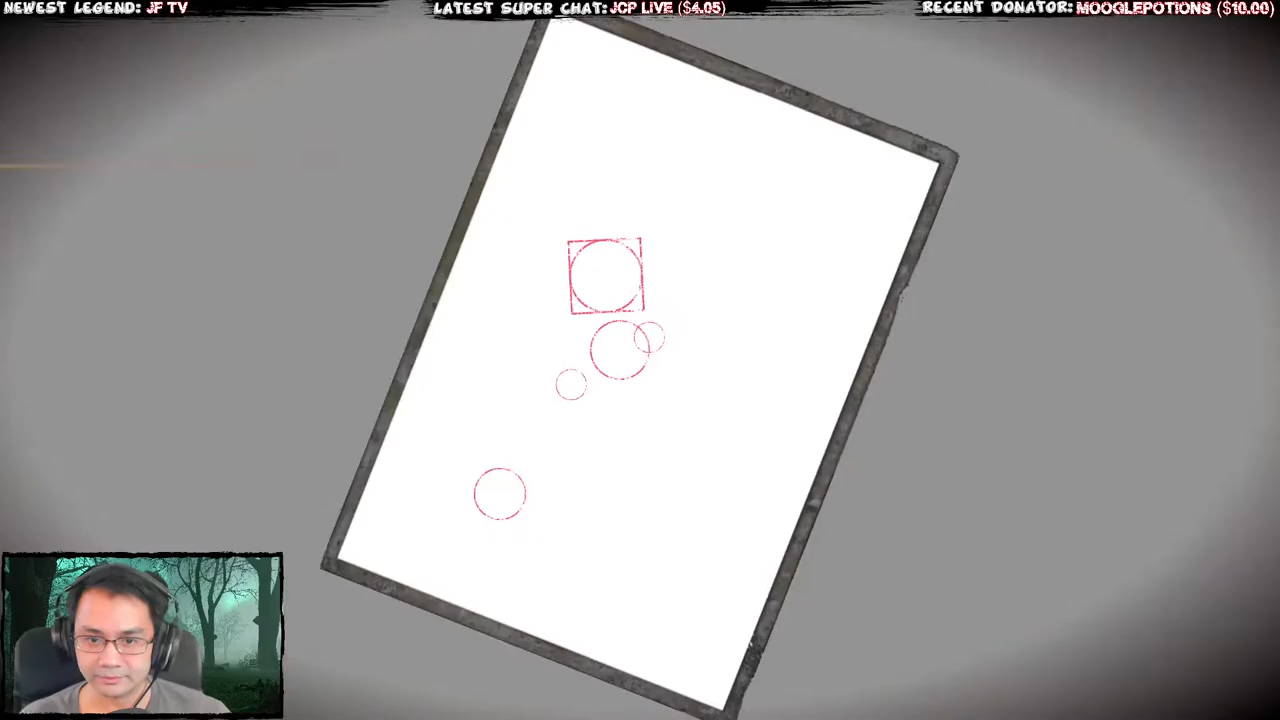 NEWEST LEGEND: JF TV
LATEST SUPER CHAT: JCP LIVE ($4.05)
RECENT DONATOR: MOOGLEPOTIONS ($10.00)